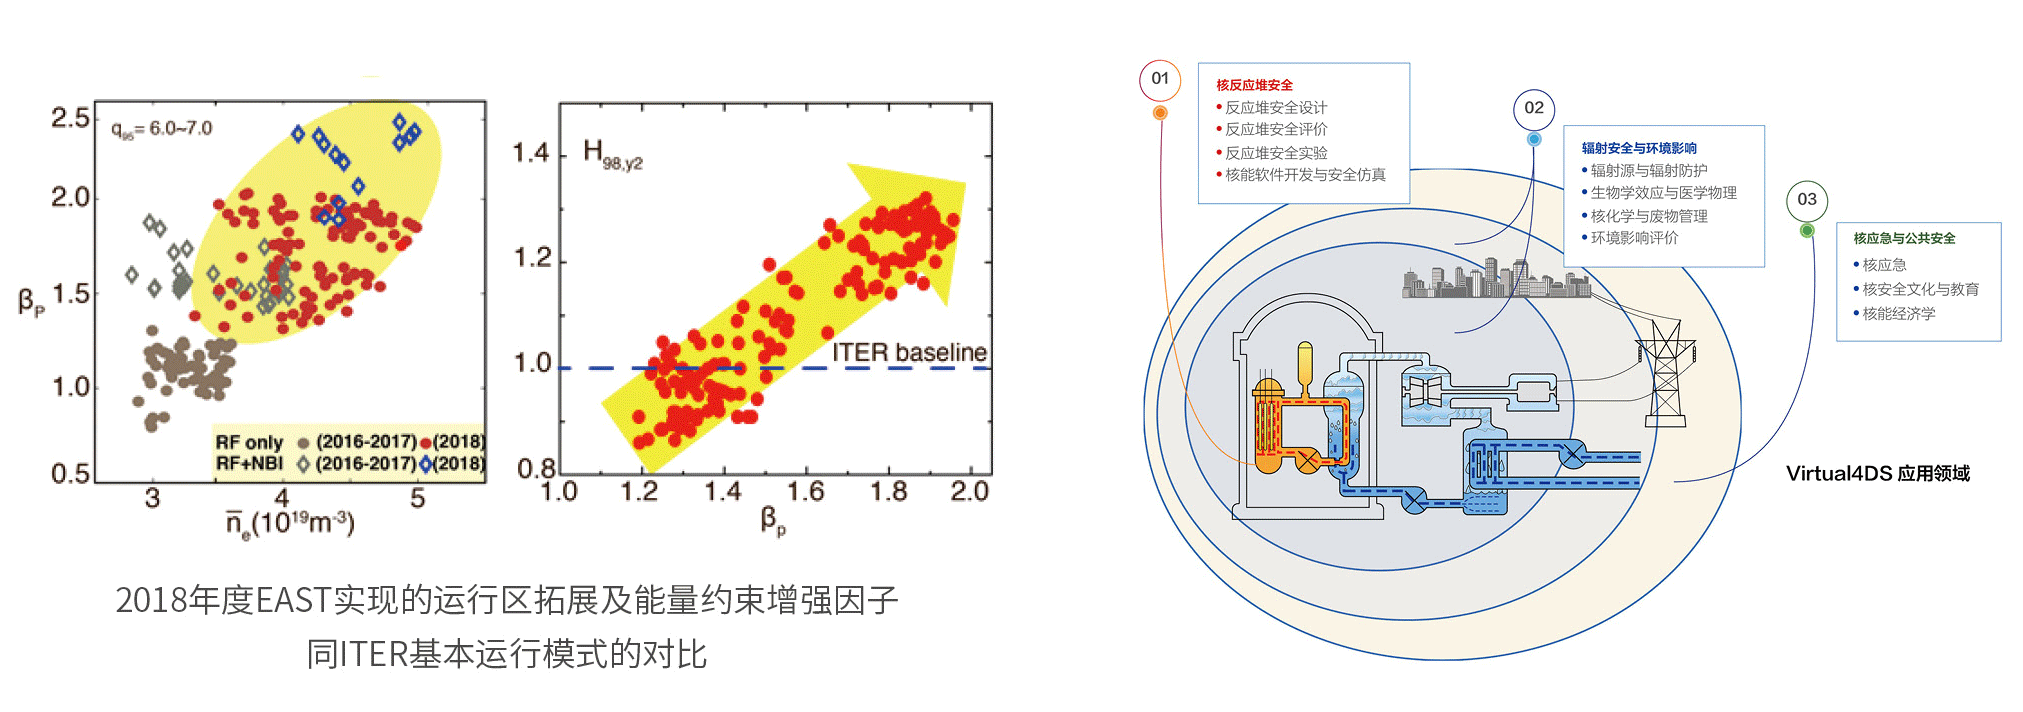 2.5
2.0
1.5
1.0
0.5
βP
q95= 6.0~7.0
RF only (2016-2017) (2018)
RF+NBI (2016-2017) (2018)
3 4 5
n̅e(10¹⁹m⁻³)
H98,y2
1.4
1.2
1.0
0.8
ITER baseline
1.0 1.2 1.4 1.6 1.8 2.0
βp
2018年度EAST实现的运行区拓展及能量约束增强因子
同ITER基本运行模式的对比
01
核反应堆安全
• 反应堆安全设计
• 反应堆安全评价
• 反应堆安全实验
• 核能软件开发与安全仿真
02
辐射安全与环境影响
• 辐射源与辐射防护
• 生物学效应与医学物理
• 核化学与废物管理
• 环境影响评价
03
核应急与公共安全
• 核应急
• 核安全文化与教育
• 核能经济学
Virtual4DS 应用领域